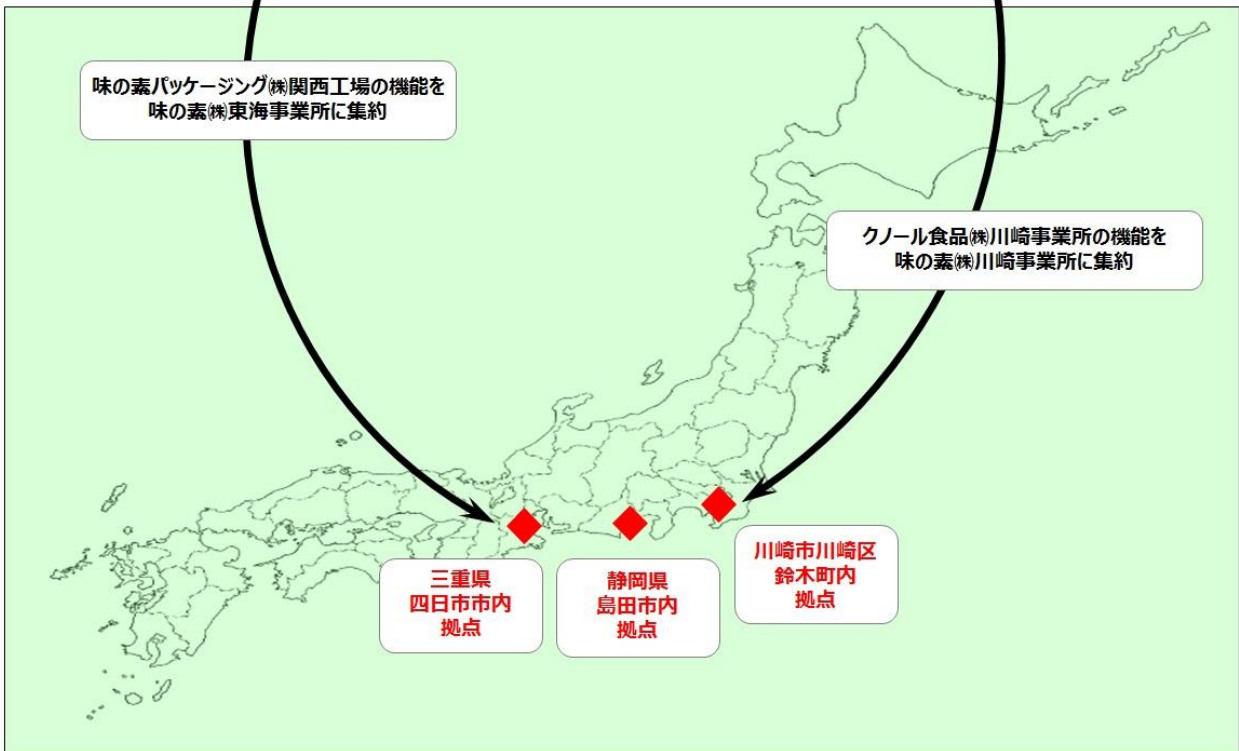 味の素パッケージング㈱関西工場の機能を
味の素㈱東海事業所に集約
クノール食品㈱川崎事業所の機能を
味の素㈱川崎事業所に集約
三重県
四日市市内
拠点
静岡県
島田市内
拠点
川崎市川崎区
鈴木町内
拠点